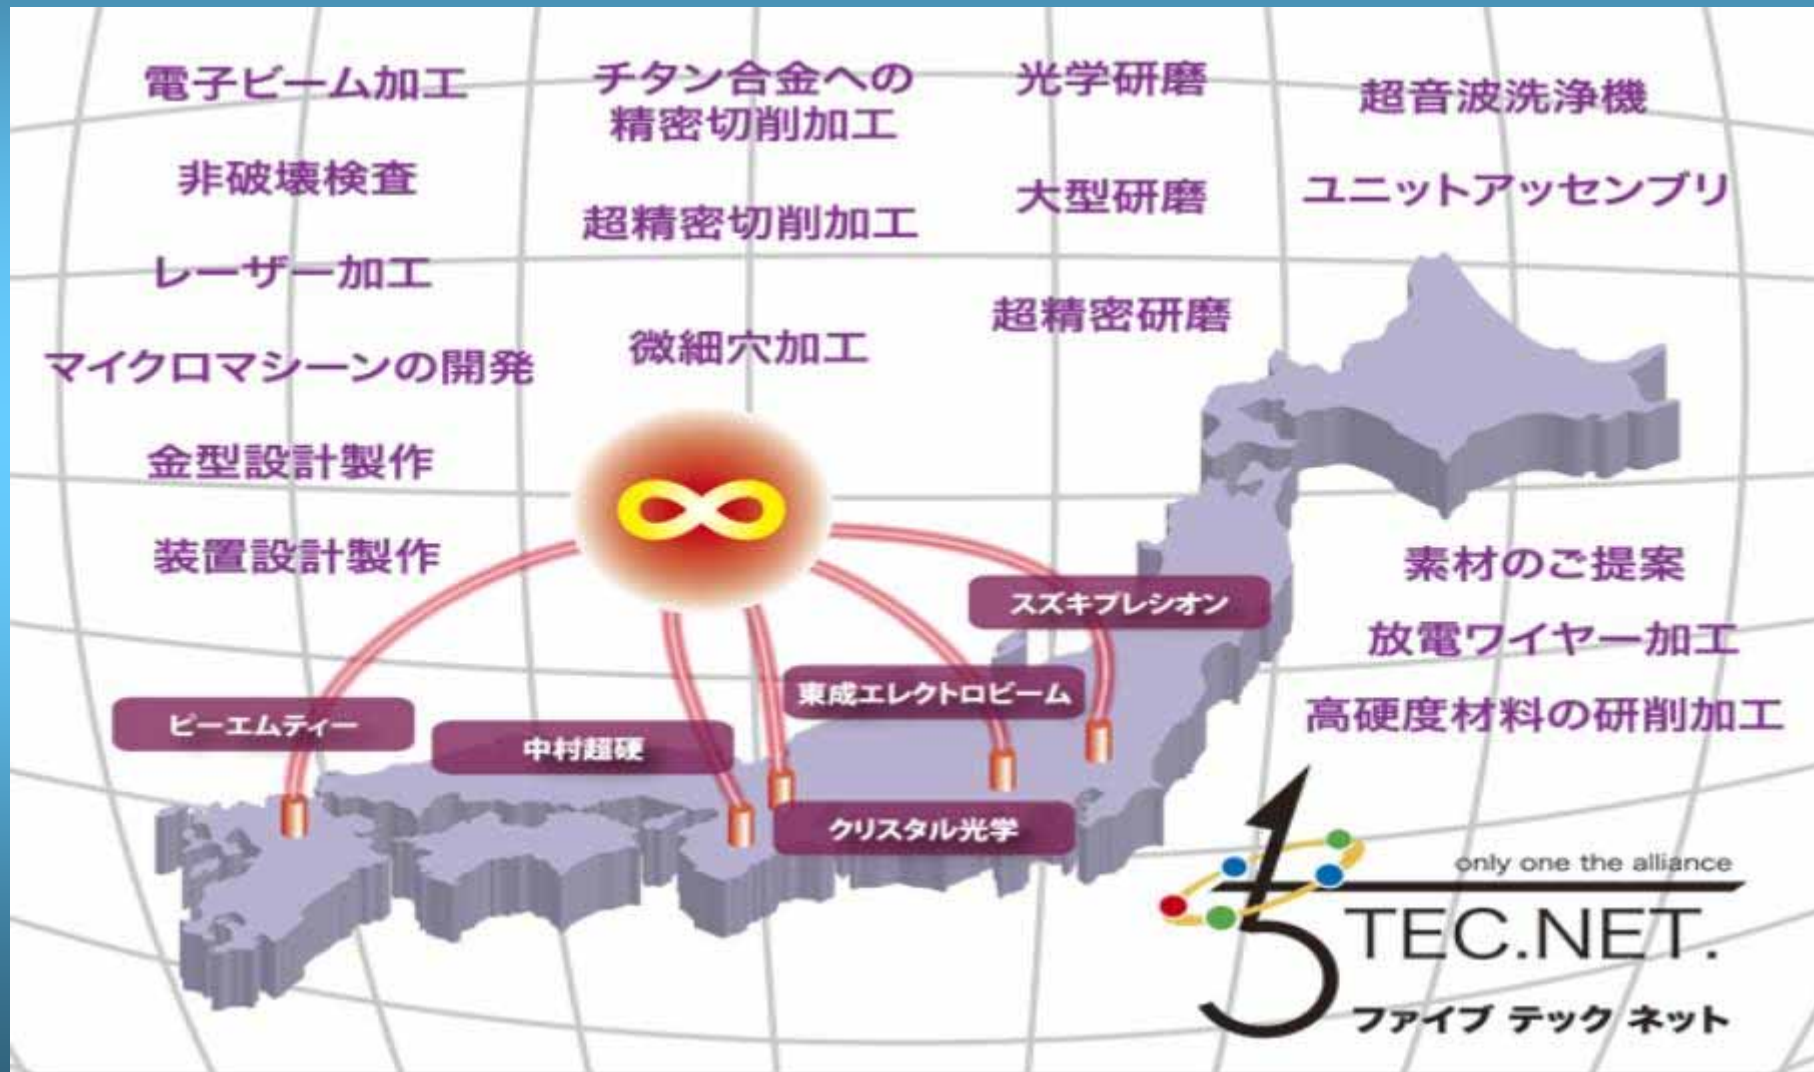 電子ビーム加工
非破壊検査
レーザー加工
マイクロマシーンの開発
金型設計製作
装置設計製作
チタン合金への
精密切削加工
超精密切削加工
微細穴加工
光学研磨
大型研磨
超精密研磨
超音波洗浄機
ユニットアッセンブリ
素材のご提案
放電ワイヤー加工
高硬度材料の研削加工
スズキプレシオン
東成エレクトロビーム
ピーエムティー
中村超硬
クリスタル光学
only one the alliance
5 TEC.NET.
ファイブ テック ネット